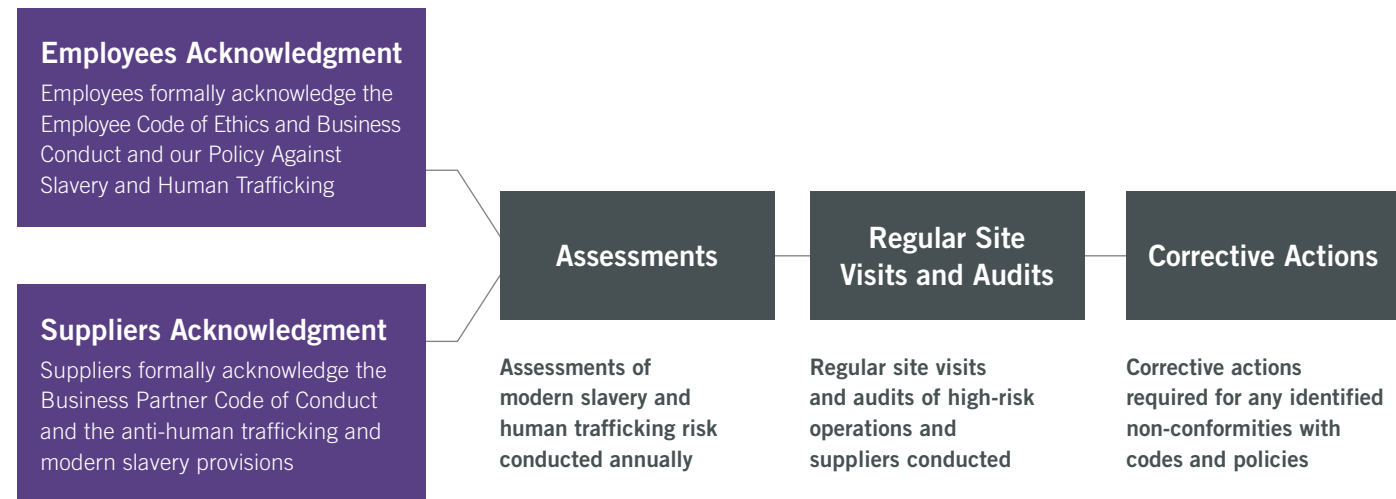 Employees Acknowledgment
Employees formally acknowledge the
Employee Code of Ethics and Business
Conduct and our Policy Against
Slavery and Human Trafficking
Suppliers Acknowledgment
Suppliers formally acknowledge the
Business Partner Code of Conduct
and the anti-human trafficking and
modern slavery provisions
Assessments
Assessments of
modern slavery and
human trafficking risk
conducted annually
Regular Site
Visits and Audits
Regular site visits
and audits of high-risk
operations and
suppliers conducted
Corrective Actions
Corrective actions
required for any identified
non-conformities with
codes and policies